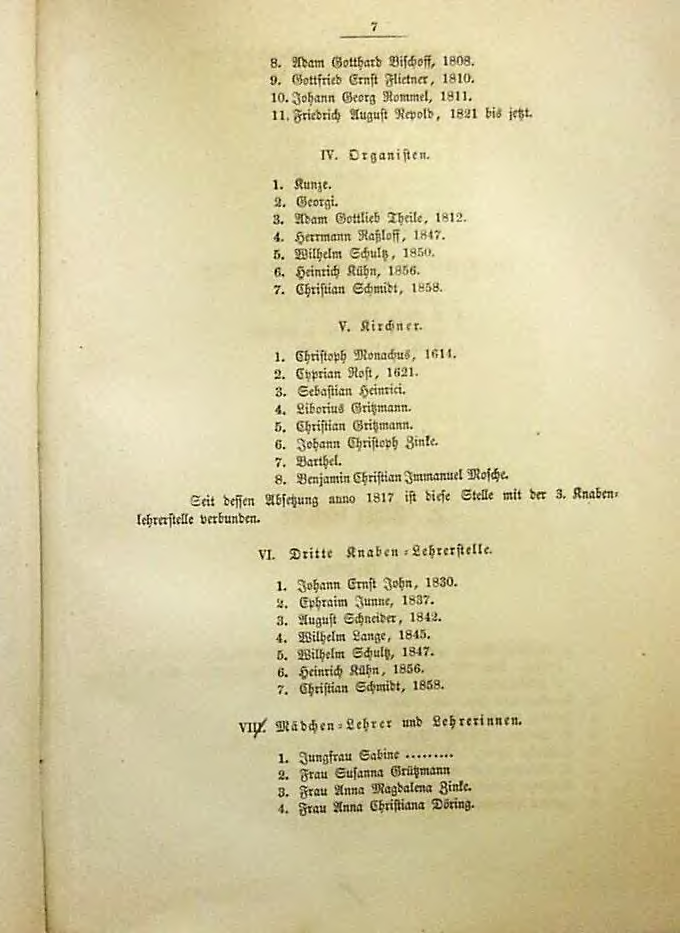 7
8. Adam Gotthard Bischoff, 1808.
9. Gottfried Ernst Flietner, 1810.
10. Johann Georg Rommel, 1811.
11. Friedrich August Repold, 1821 bis jetzt.
IV. Organisten.
1. Kunze.
2. Georgi.
3. Adam Gottlieb Theile, 1812.
4. Herrmann Raßloff, 1847.
5. Wilhelm Schultz, 1850.
6. Heinrich Kühn, 1856.
7. Christian Schmidt, 1858.
V. Kirchner.
1. Christoph Monachus, 1614.
2. Cyprian Rost, 1621.
3. Sebastian Heinrici.
4. Liborius Gritzmann.
5. Christian Gritzmann.
6. Johann Christoph Zinke.
7. Barthel.
8. Benjamin Christian Immanuel Mosche.
Seit dessen Absetzung anno 1817 ist diese Stelle mit der 3. Knaben-
lehrerstelle verbunden.
VI. Dritte Knaben-Lehrerstelle.
1. Johann Ernst John, 1830.
2. Ephraim Junne, 1837.
3. August Schneider, 1842.
4. Wilhelm Lange, 1845.
5. Wilhelm Schultz, 1847.
6. Heinrich Kühn, 1856.
7. Christian Schmidt, 1858.
VII. Mädchen-Lehrer und Lehrerinnen.
1. Jungfrau Sabine .........
2. Frau Susanna Grützmann
3. Frau Anna Magdalena Zinke.
4. Frau Anna Christiana Döring.